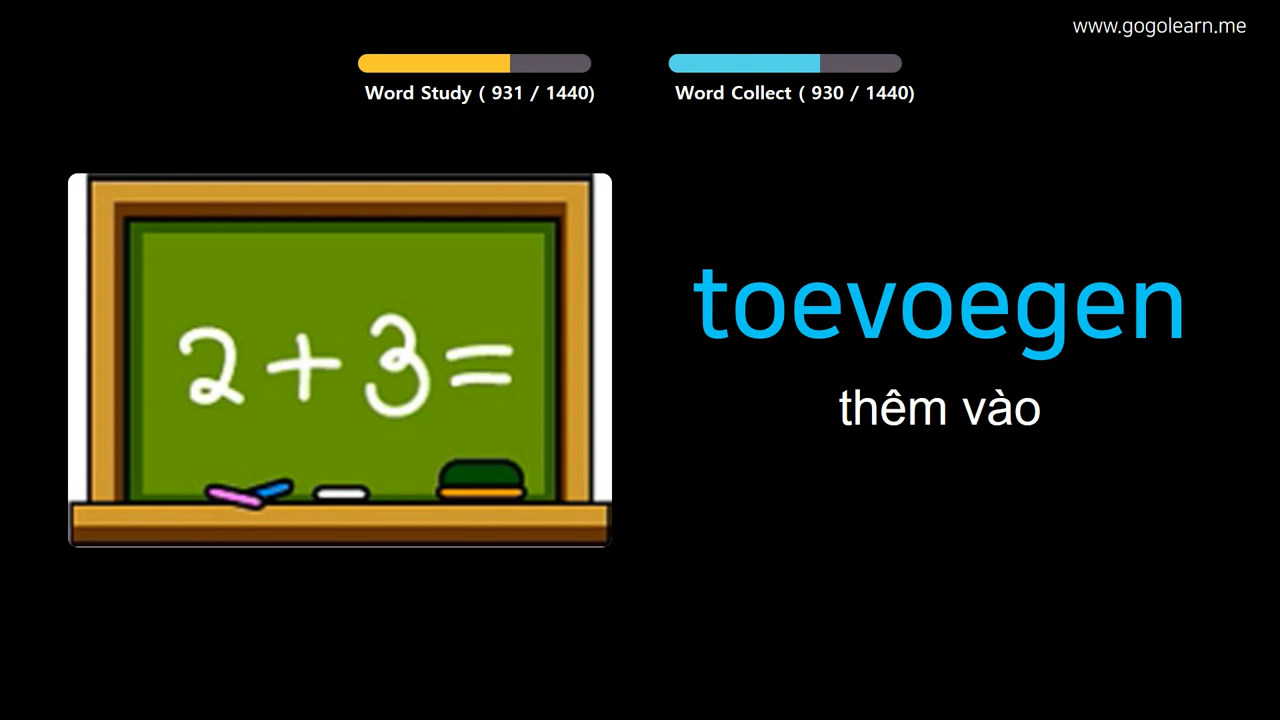 www.gogolearn.me
Word Study ( 931 / 1440)
Word Collect ( 930 / 1440)
2 + 3 =
toevoegen
thêm vào